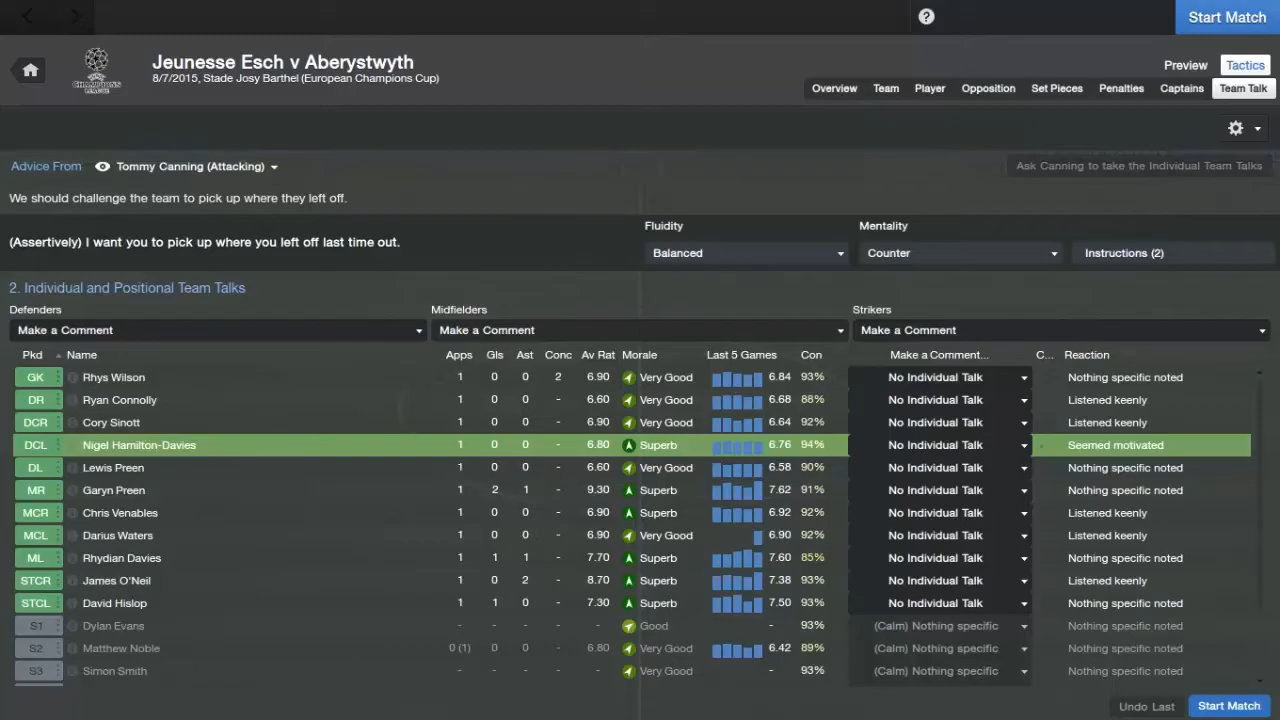 Start Match
Jeunesse Esch v Aberystwyth
8/7/2015, Stade Josy Barthel (European Champions Cup)
CHAMPIONS
LEAGUE
Preview Tactics
Overview Team Player Opposition Set Pieces Penalties Captains Team Talk
Advice From Tommy Canning (Attacking) Ask Canning to take the Individual Team Talks
We should challenge the team to pick up where they left off.
Fluidity Mentality
(Assertively) I want you to pick up where you left off last time out.
Balanced Counter Instructions (2)
2. Individual and Positional Team Talks
Defenders Midfielders Strikers
Make a Comment Make a Comment Make a Comment
Pkd Name Apps Gls Ast Conc Av Rat Morale Last 5 Games Con Make a Comment... C... Reaction
GK Rhys Wilson 1 0 0 2 6.90 Very Good 6.84 93% No Individual Talk Nothing specific noted
DR Ryan Connolly 1 0 0 - 6.60 Very Good 6.68 88% No Individual Talk Listened keenly
DCR Cory Sinott 1 0 0 - 6.90 Very Good 6.64 92% No Individual Talk Listened keenly
DCL Nigel Hamilton-Davies 1 0 0 - 6.80 Superb 6.76 94% No Individual Talk Seemed motivated
DL Lewis Preen 1 0 0 - 6.60 Very Good 6.58 90% No Individual Talk Nothing specific noted
MR Garyn Preen 1 2 1 - 9.30 Superb 7.62 91% No Individual Talk Nothing specific noted
MCR Chris Venables 1 0 0 - 6.90 Superb 6.92 92% No Individual Talk Listened keenly
MCL Darius Waters 1 0 0 - 6.90 Very Good 6.90 92% No Individual Talk Listened keenly
ML Rhydian Davies 1 1 1 - 7.70 Superb 7.60 85% No Individual Talk Nothing specific noted
STCR James O'Neil 1 0 2 - 8.70 Superb 7.38 93% No Individual Talk Listened keenly
STCL David Hislop 1 1 0 - 7.30 Superb 7.50 93% No Individual Talk Nothing specific noted
S1 Dylan Evans - - - - - Good - 93% (Calm) Nothing specific Nothing specific noted
S2 Matthew Noble 0 (1) 0 0 - 6.80 Very Good 6.42 89% (Calm) Nothing specific Nothing specific noted
S3 Simon Smith - - - - - Very Good - 93% (Calm) Nothing specific Nothing specific noted
Undo Last Start Match